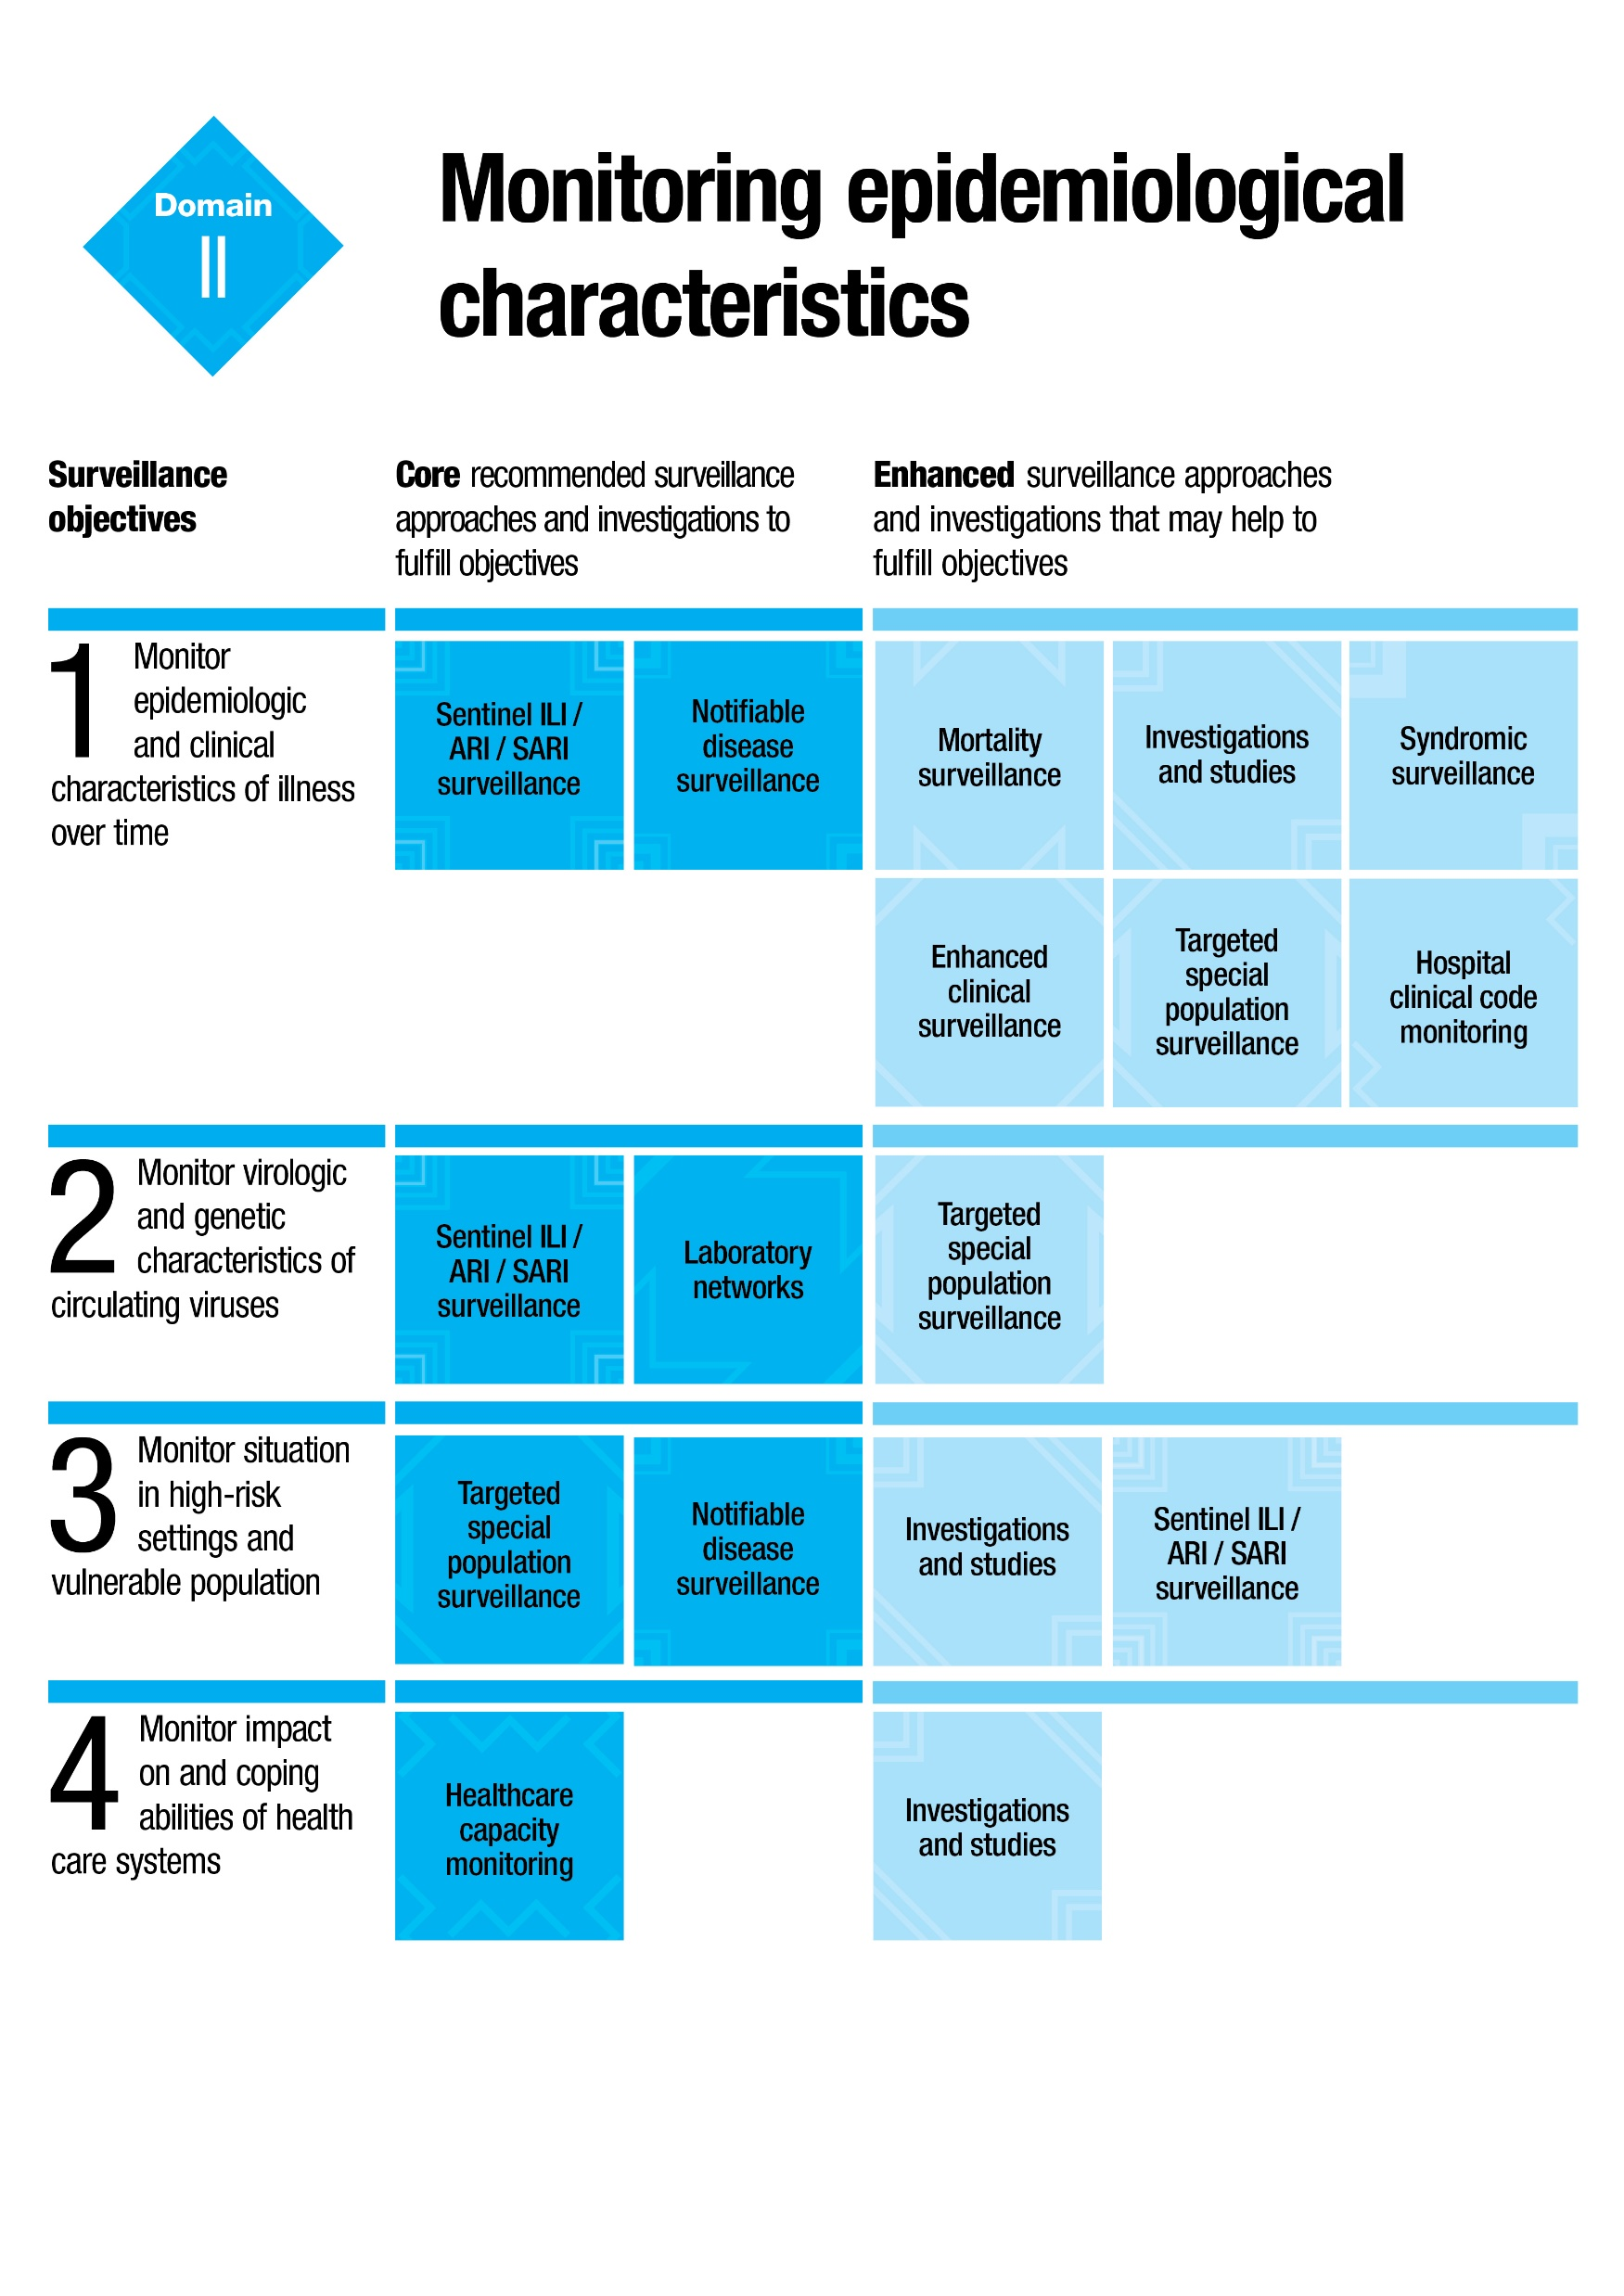 Domain
II
Monitoring epidemiological
characteristics
Surveillance
objectives
Core recommended surveillance
approaches and investigations to
fulfill objectives
Enhanced surveillance approaches
and investigations that may help to
fulfill objectives
1
Monitor
epidemiologic
and clinical
characteristics of illness
over time
Sentinel ILI /
ARI / SARI
surveillance
Notifiable
disease
surveillance
Mortality
surveillance
Investigations
and studies
Syndromic
surveillance
Enhanced
clinical
surveillance
Targeted
special
population
surveillance
Hospital
clinical code
monitoring
2
Monitor virologic
and genetic
characteristics of
circulating viruses
Sentinel ILI /
ARI / SARI
surveillance
Laboratory
networks
Targeted
special
population
surveillance
3
Monitor situation
in high-risk
settings and
vulnerable population
Targeted
special
population
surveillance
Notifiable
disease
surveillance
Investigations
and studies
Sentinel ILI /
ARI / SARI
surveillance
4
Monitor impact
on and coping
abilities of health
care systems
Healthcare
capacity
monitoring
Investigations
and studies